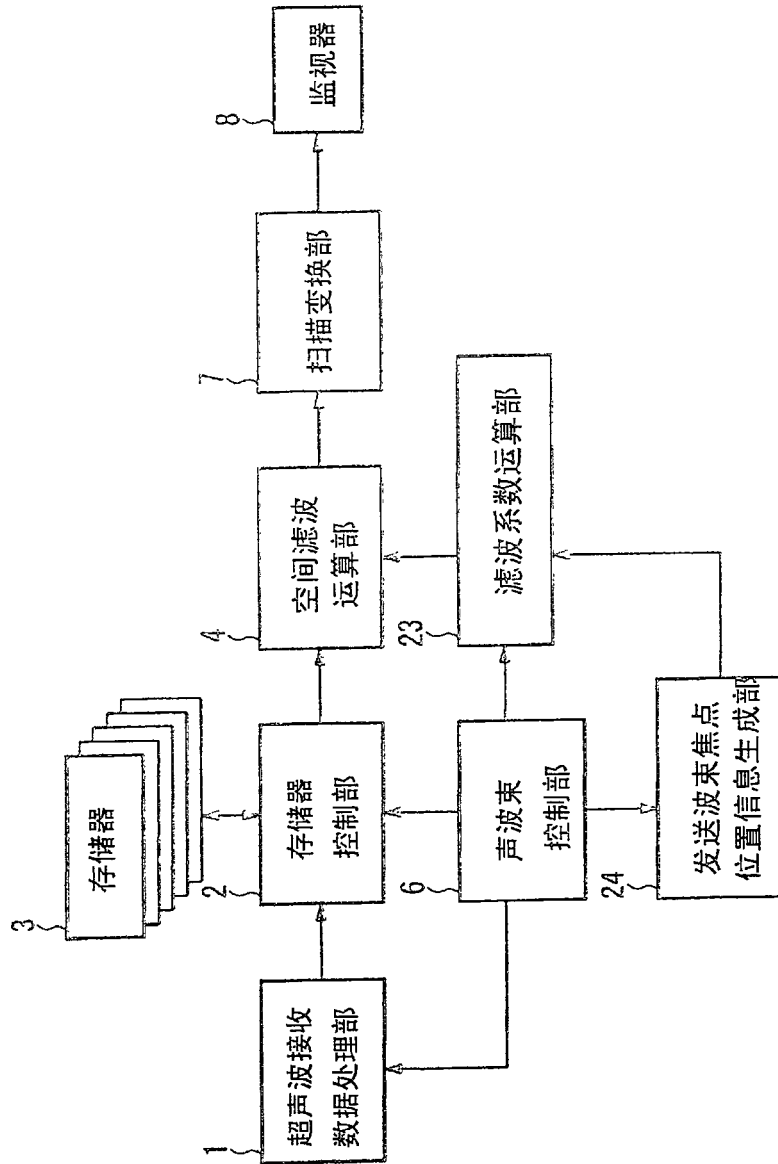 3
存储器
1
超声波接收
数据处理部
2
存储器
控制部
4
空间滤波
运算部
7
扫描变换部
8
监视器
6
声波束
控制部
23
滤波系数运算部
24
发送波束焦点
位置信息生成部